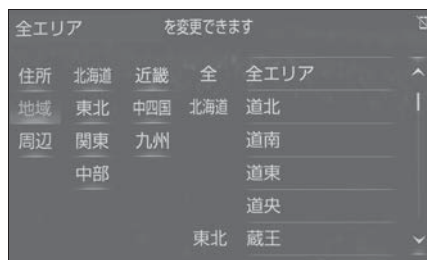 全エリア を変更できます
住所 北海道 近畿 全 全エリア
地域 東北 中四国 北海道 道北
周辺 関東 九州 道南
中部 道東
道央
東北 蔵王